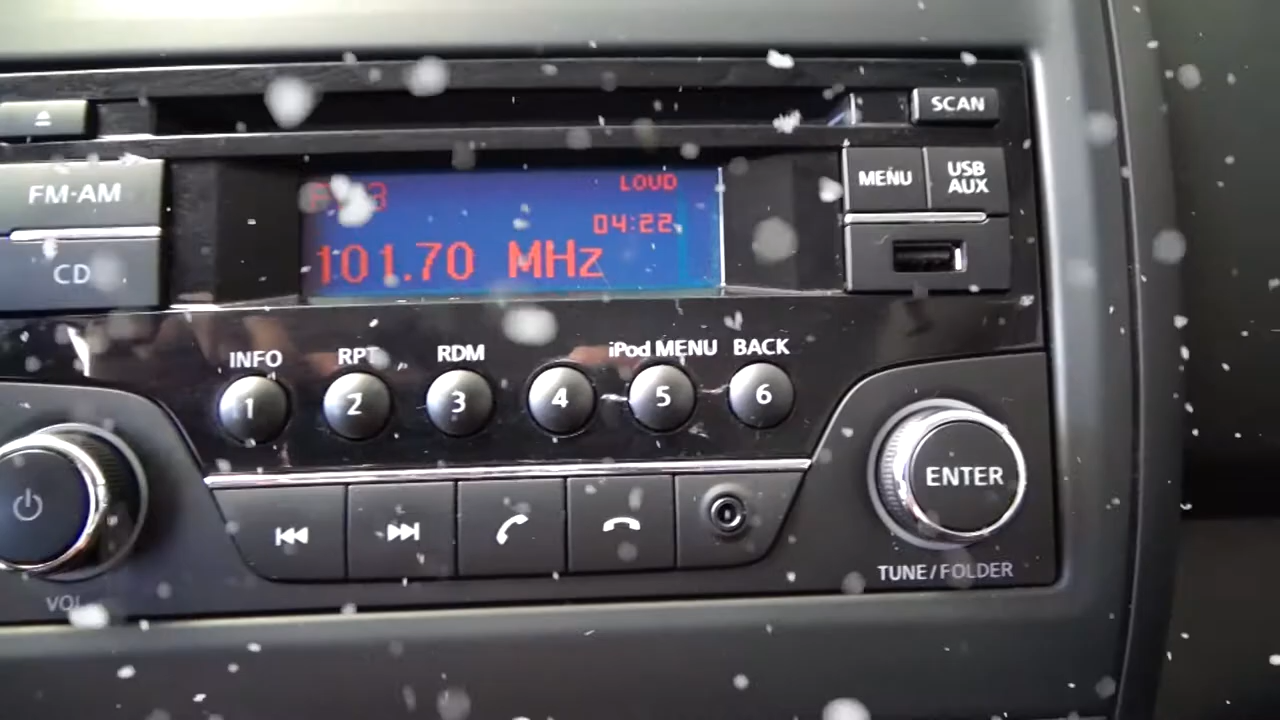 SCAN
FM·AM
MENU
USB
AUX
LOUD
04:22
CD
101.70 MHz
INFO
RPT
RDM
iPod MENU
BACK
1
2
3
4
5
6
ENTER
TUNE/FOLDER
VOL